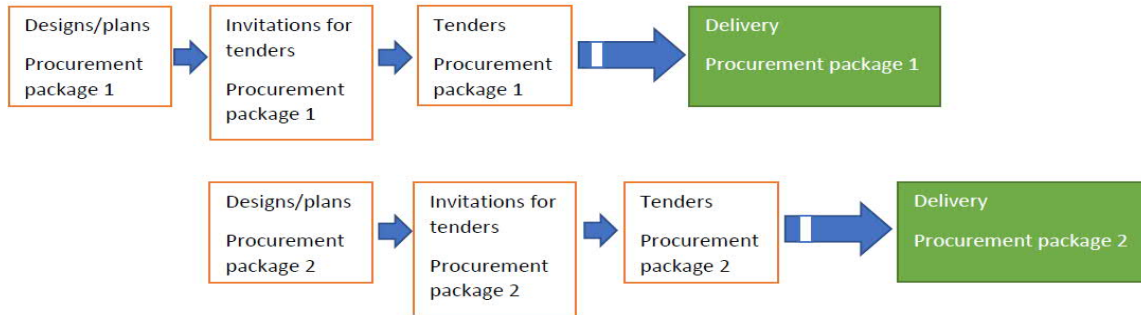 Designs/plans
Procurement
package 1
Invitations for
tenders
Procurement
package 1
Tenders
Procurement
package 1
Delivery
Procurement package 1
Designs/plans
Procurement
package 2
Invitations for
tenders
Procurement
package 2
Tenders
Procurement
package 2
Delivery
Procurement package 2